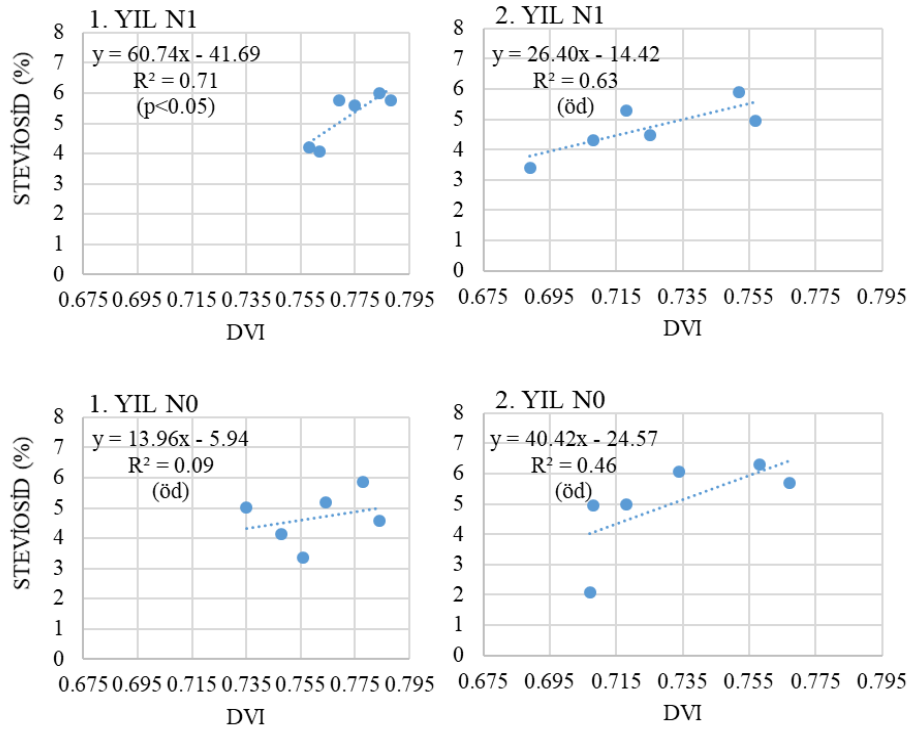 1. YIL N1
y = 60.74x - 41.69
R² = 0.71
(p<0.05)
STEVİOSİD (%)
8
7
6
5
4
3
2
1
0
0.675 0.695 0.715 0.735 0.755 0.775 0.795
DVI
2. YIL N1
y = 26.40x - 14.42
R² = 0.63
(öd)
8
7
6
5
4
3
2
1
0
0.675 0.695 0.715 0.735 0.755 0.775 0.795
DVI
1. YIL N0
y = 13.96x - 5.94
R² = 0.09
(öd)
STEVİOSİD (%)
8
7
6
5
4
3
2
1
0
0.675 0.695 0.715 0.735 0.755 0.775 0.795
DVI
2. YIL N0
y = 40.42x - 24.57
R² = 0.46
(öd)
8
7
6
5
4
3
2
1
0
0.675 0.695 0.715 0.735 0.755 0.775 0.795
DVI